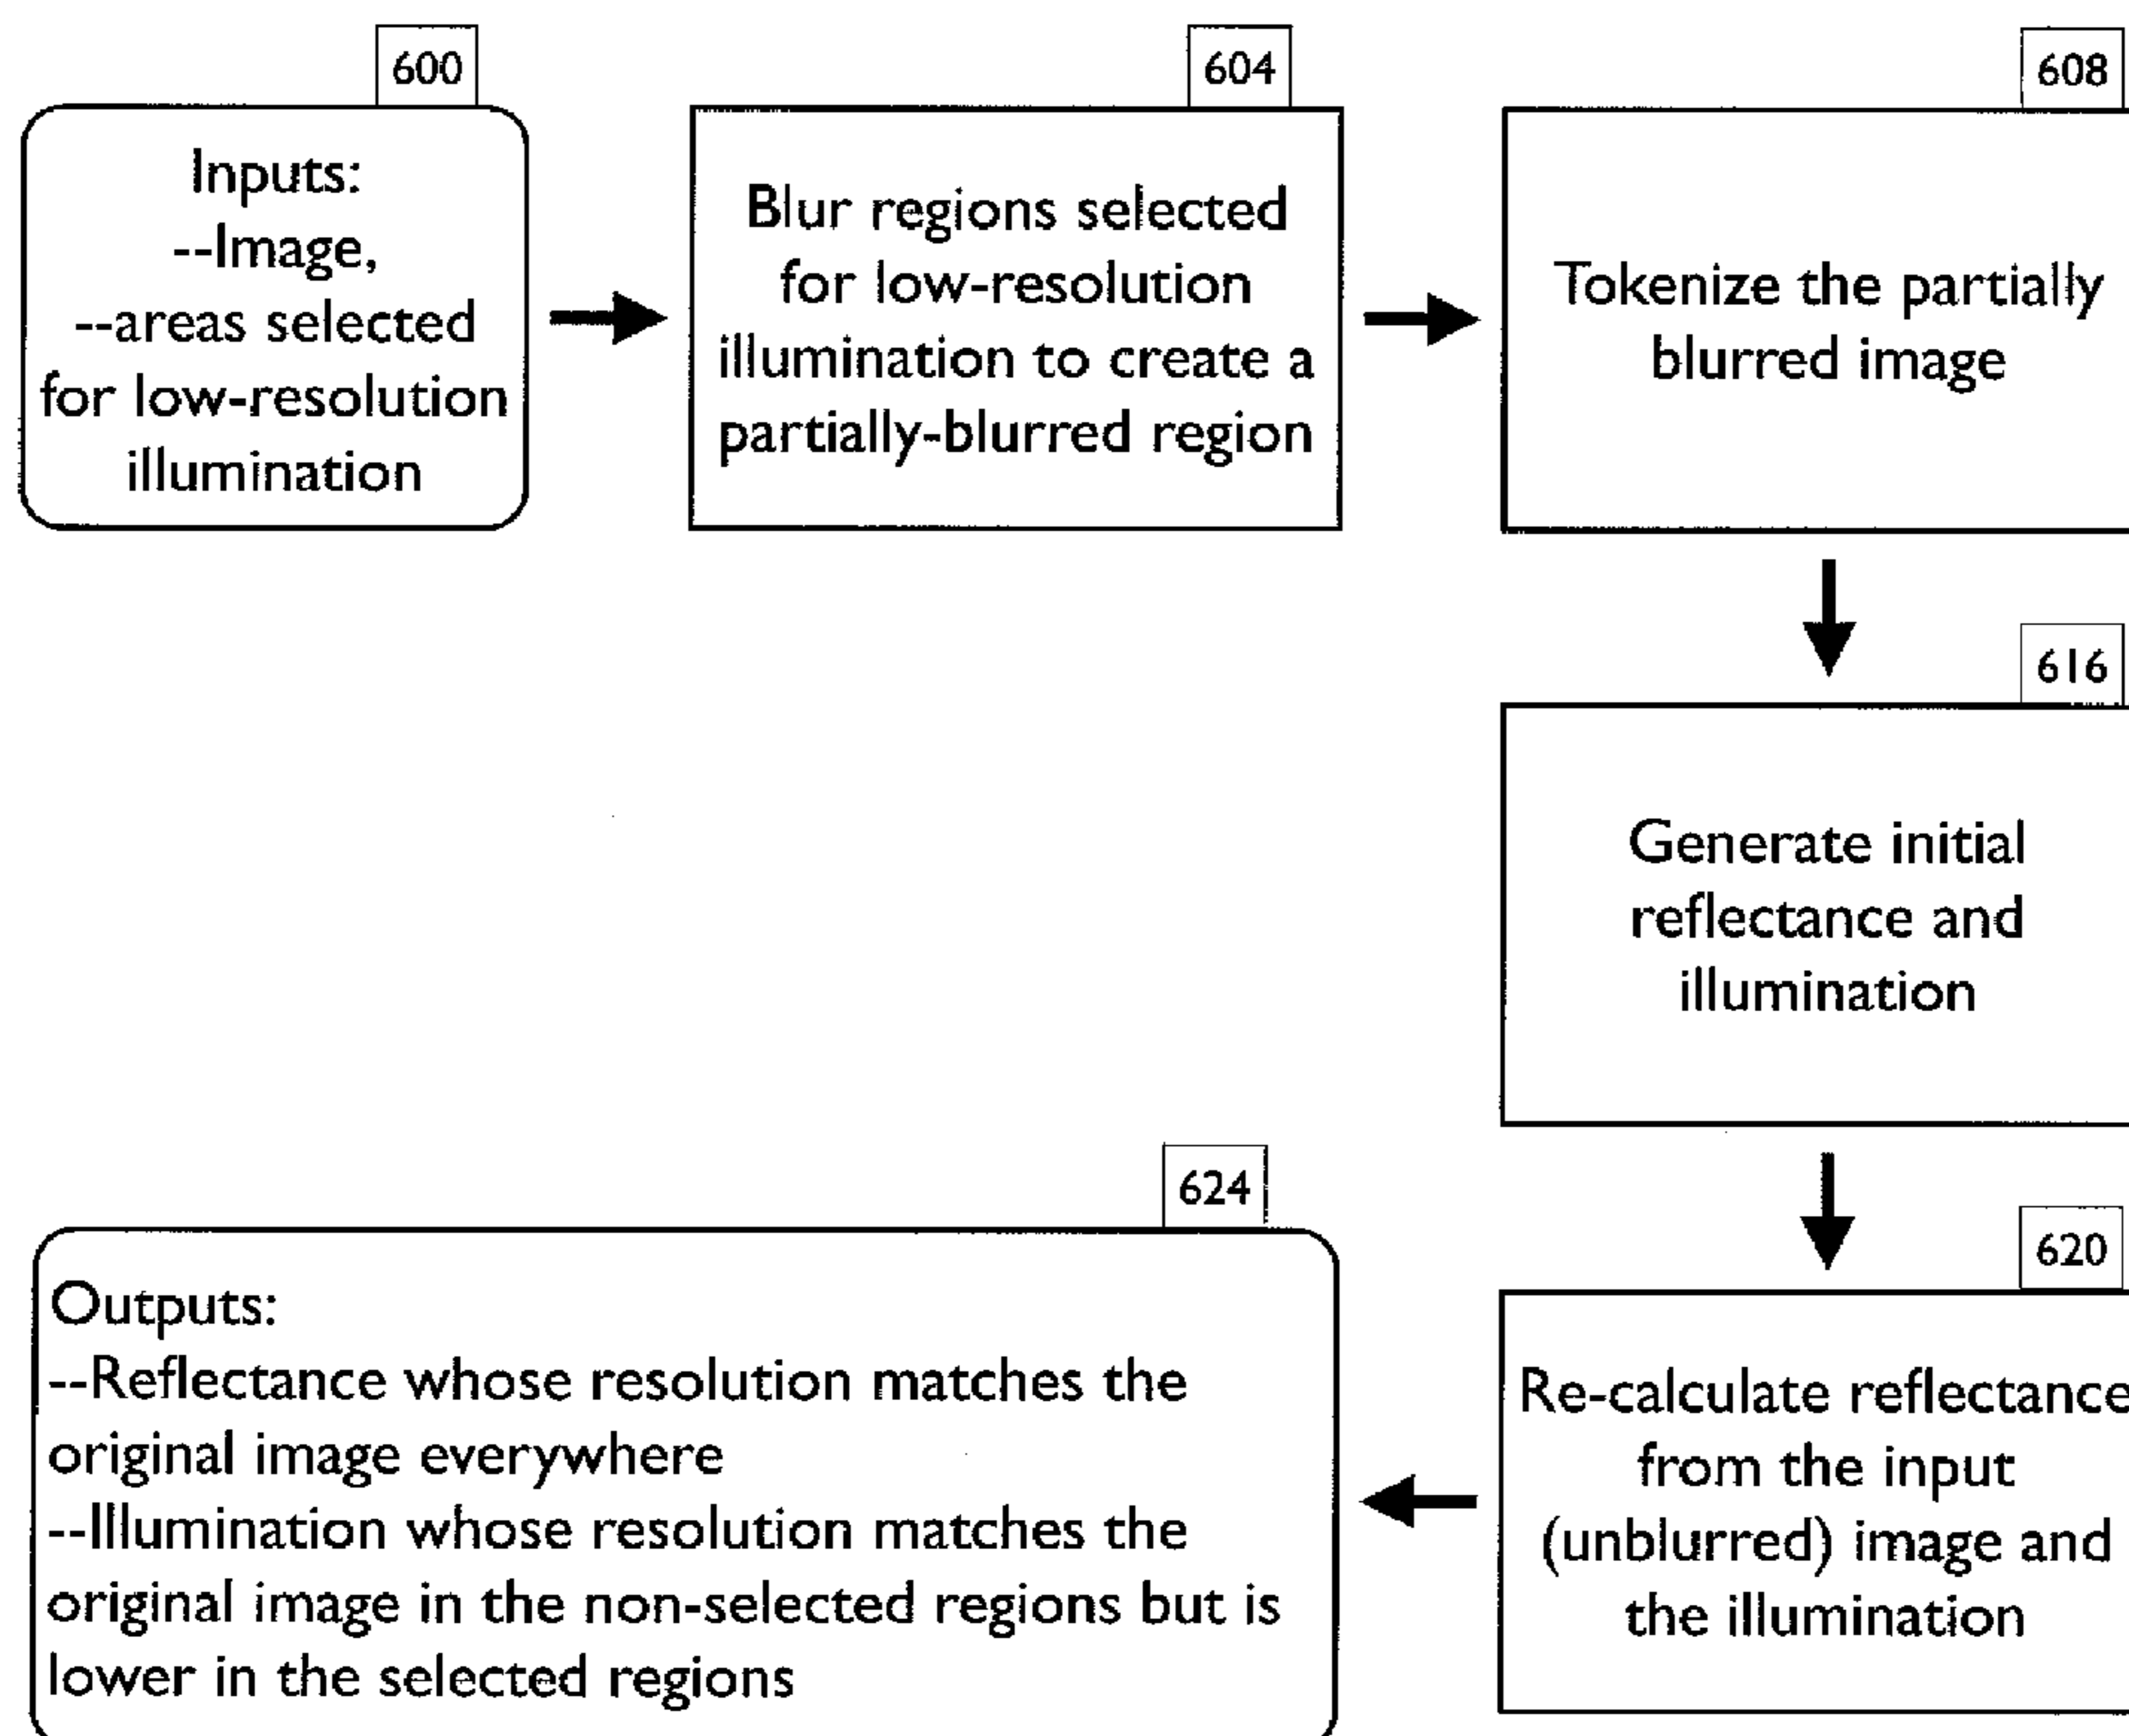 600
Inputs:
--Image,
--areas selected
for low-resolution
illumination
604
Blur regions selected
for low-resolution
illumination to create a
partially-blurred region
608
Tokenize the partially
blurred image
616
Generate initial
reflectance and
illumination
620
Re-calculate reflectance
from the input
(unblurred) image and
the illumination
624
Outputs:
--Reflectance whose resolution matches the
original image everywhere
--Illumination whose resolution matches the
original image in the non-selected regions but is
lower in the selected regions